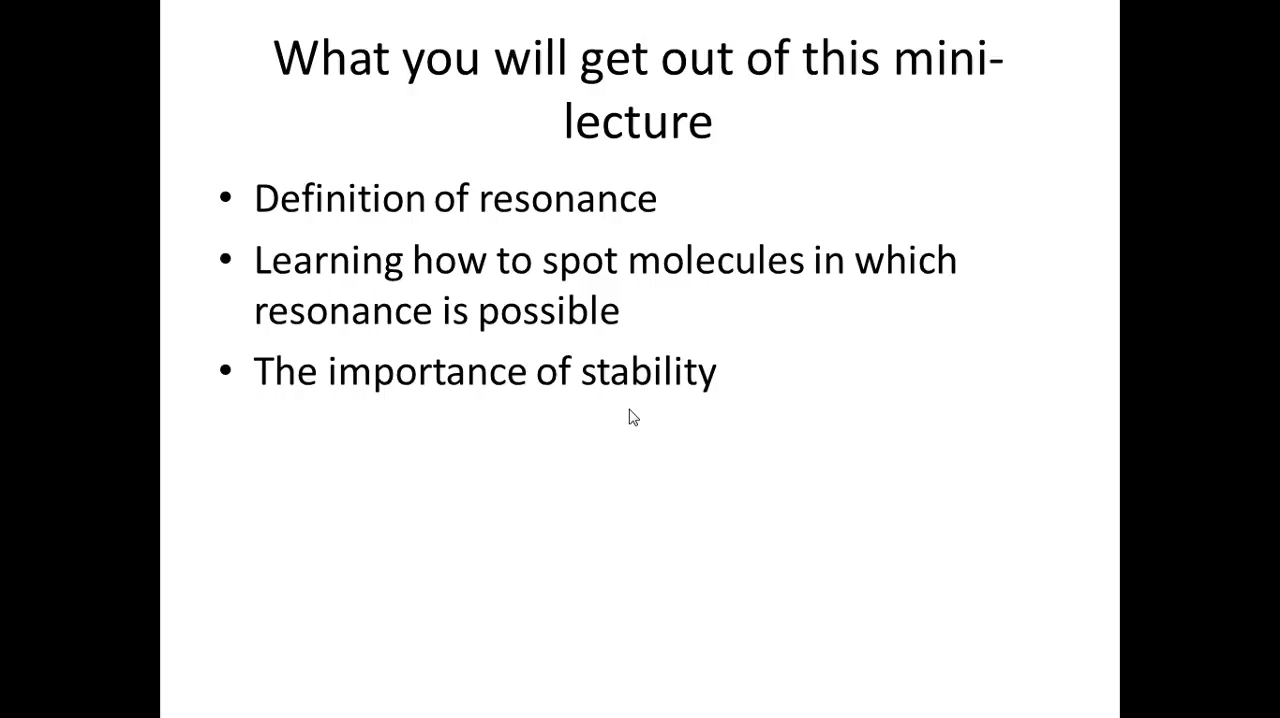 What you will get out of this mini-
lecture
• Definition of resonance
• Learning how to spot molecules in which
resonance is possible
• The importance of stability